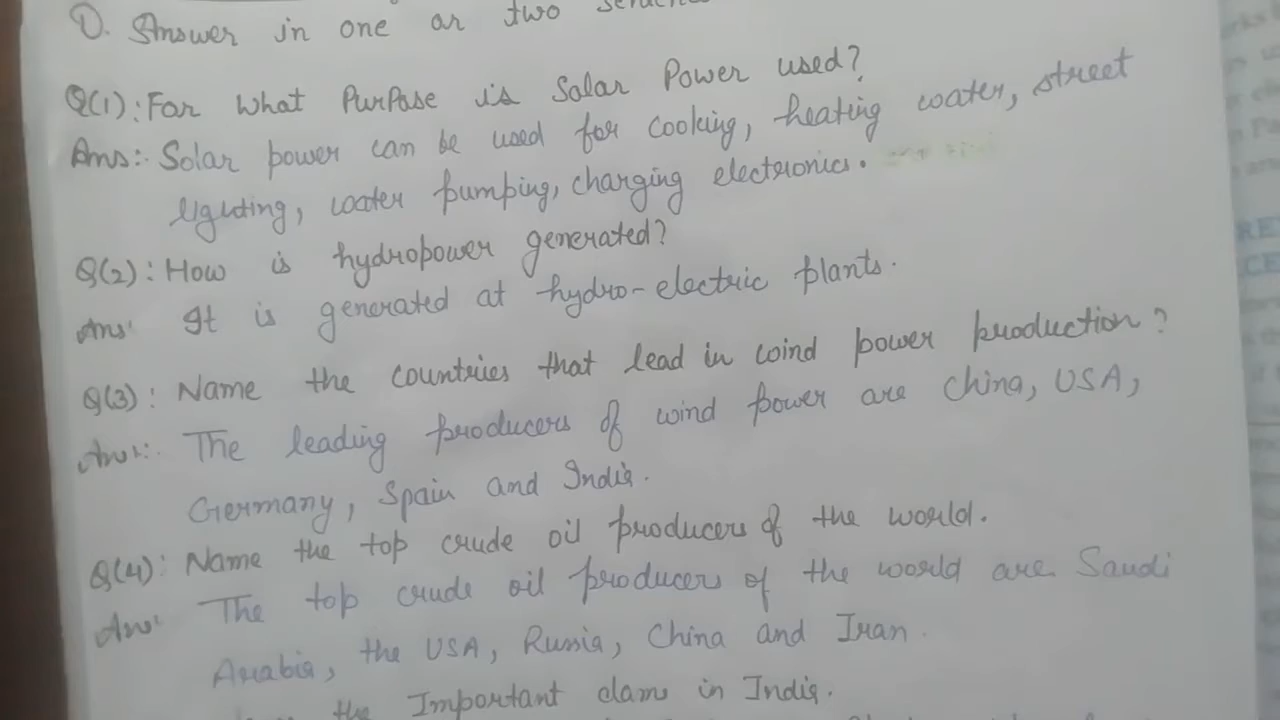 D. Answer in one or two
Q(1): For what Purpose is Solar Power used?
Ans: Solar power can be used for cooking, heating water, street
lighting, water pumping, charging electronics.
Q(2): How is hydropower generated?
Ans: It is generated at hydro-electric plants.
Q(3): Name the countries that lead in wind power production?
Ans: The leading producers of wind power are China, USA,
Germany, Spain and India.
Q(4): Name the top crude oil producers of the world.
Ans: The top crude oil producers of the world are Saudi
Arabia, the USA, Russia, China and Iran.
the Important dams in India.